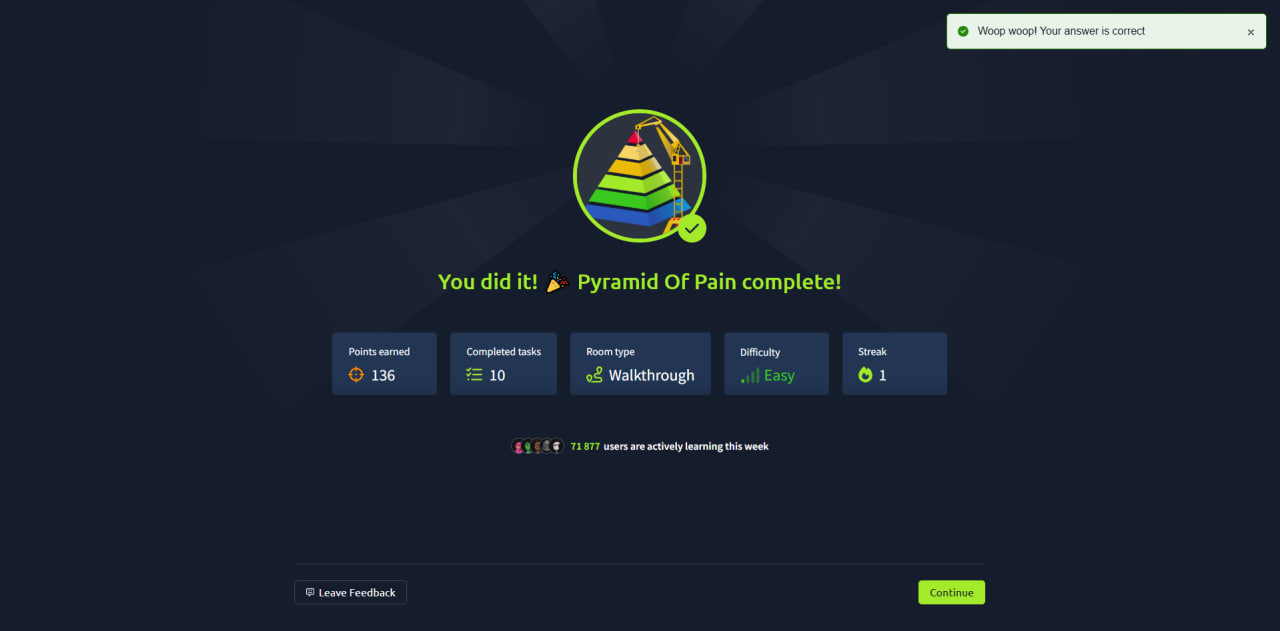 Woop woop! Your answer is correct
You did it! 🎉 Pyramid Of Pain complete!
Points earned
136
Completed tasks
10
Room type
Walkthrough
Difficulty
Easy
Streak
1
71 877 users are actively learning this week
Leave Feedback
Continue